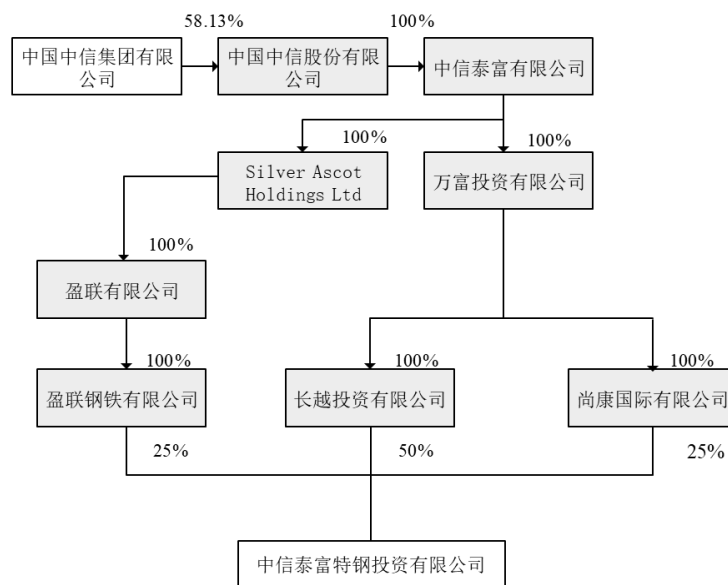 58.13%
100%
中国中信集团有限
公司
中国中信股份有限
公司
中信泰富有限公司
100%
100%
Silver Ascot
Holdings Ltd
万富投资有限公司
100%
盈联有限公司
100%
100%
100%
盈联钢铁有限公司
长越投资有限公司
尚康国际有限公司
25%
50%
25%
中信泰富特钢投资有限公司